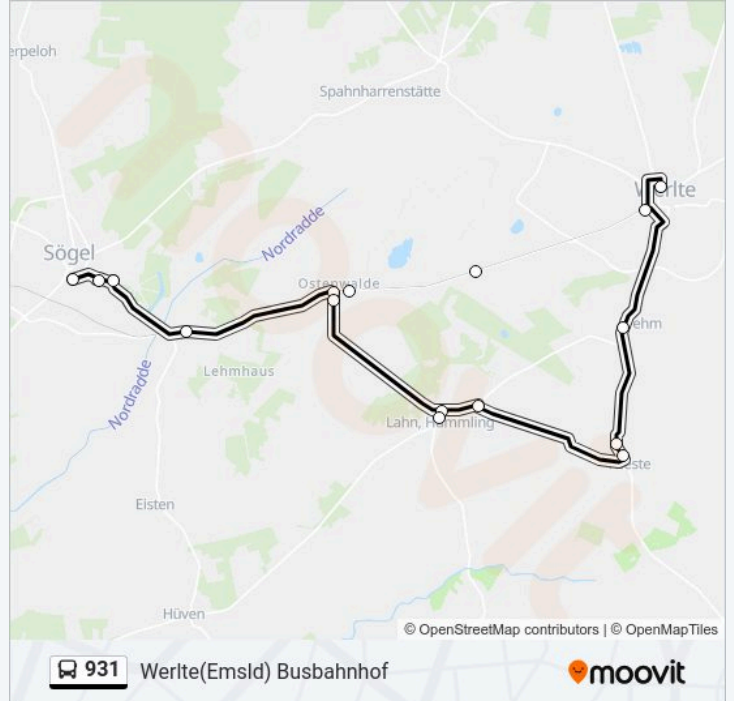 erpeloh
Spahnharrenstätte
Werlte
Nordradde
Sögel
Ostenwalde
ehm
Lehmhaus
Nordradde
Lahn, Hümmling
este
Eisten
Hüven
© OpenStreetMap contributors | © OpenMapTiles
931 Werlte(Emsld) Busbahnhof moovit